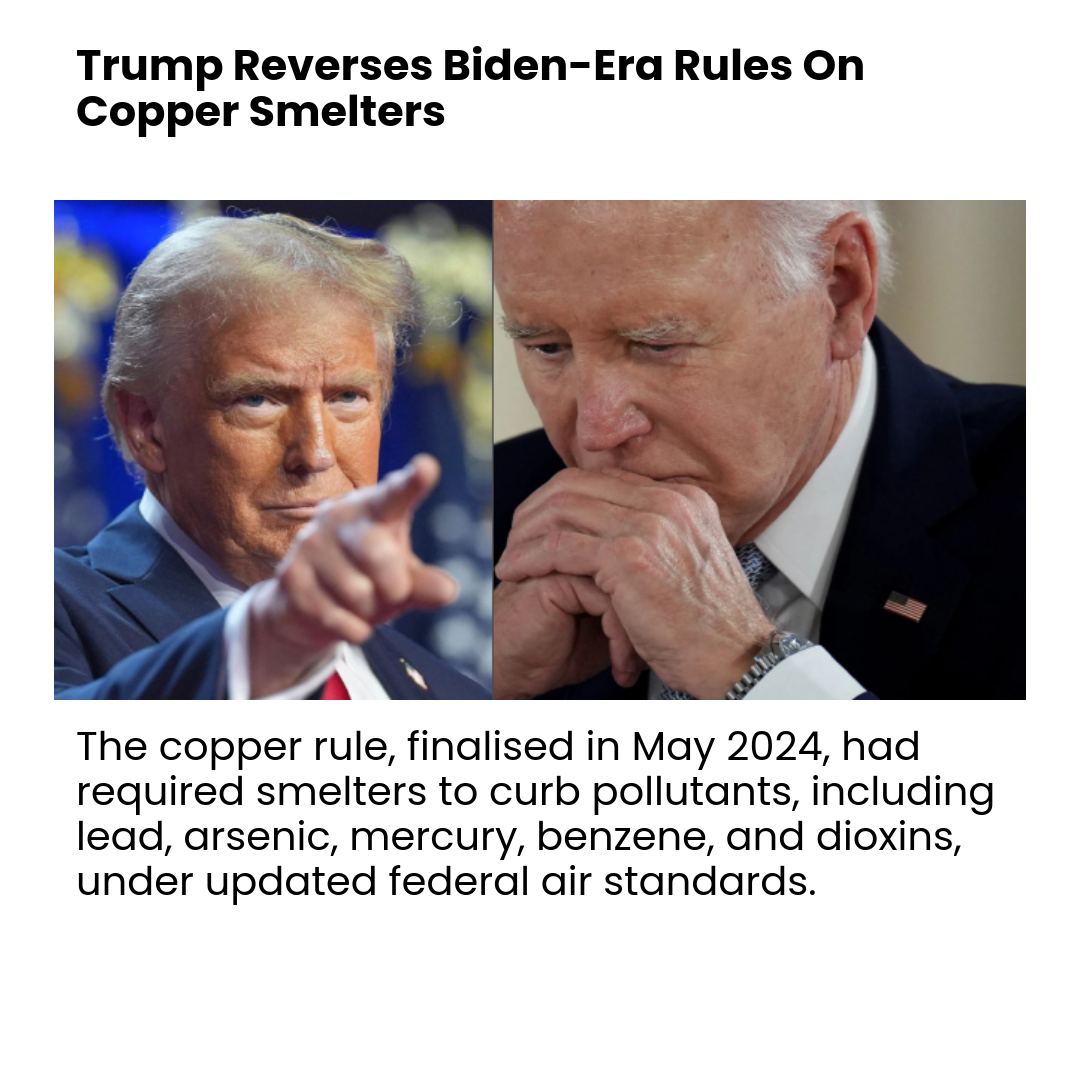 Trump Reverses Biden-Era Rules On
Copper Smelters
The copper rule, finalised in May 2024, had
required smelters to curb pollutants, including
lead, arsenic, mercury, benzene, and dioxins,
under updated federal air standards.